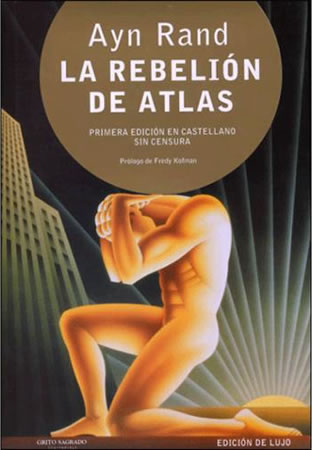 Ayn Rand
LA REBELIÓN
DE ATLAS
PRIMERA EDICIÓN EN CASTELLANO
SIN CENSURA
Prólogo de Fredy Kofman
GRITO SAGRADO
EDICIÓN DE LUJO